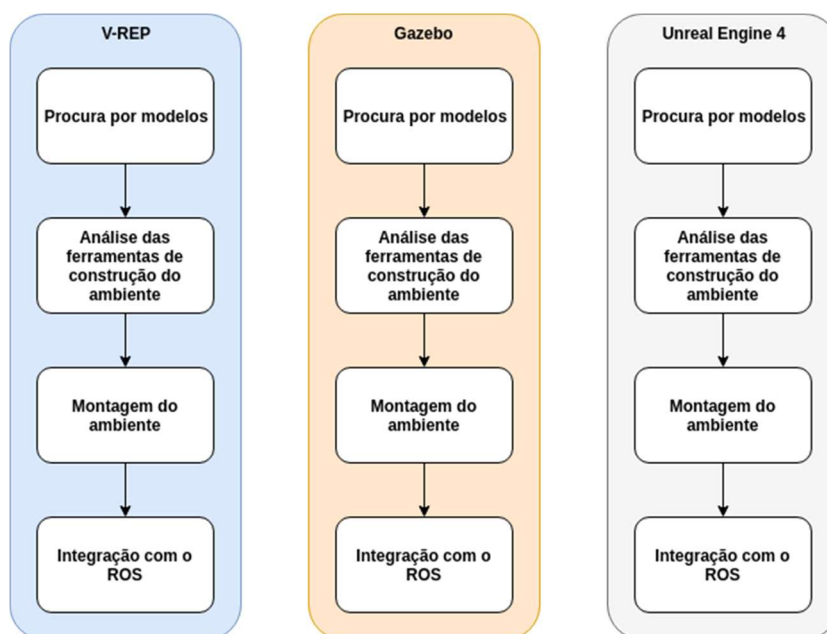 V-REP
Procura por modelos
Análise das
ferramentas de
construção do
ambiente
Montagem do
ambiente
Integração com o
ROS
Gazebo
Procura por modelos
Análise das
ferramentas de
construção do
ambiente
Montagem do
ambiente
Integração com o
ROS
Unreal Engine 4
Procura por modelos
Análise das
ferramentas de
construção do
ambiente
Montagem do
ambiente
Integração com o
ROS